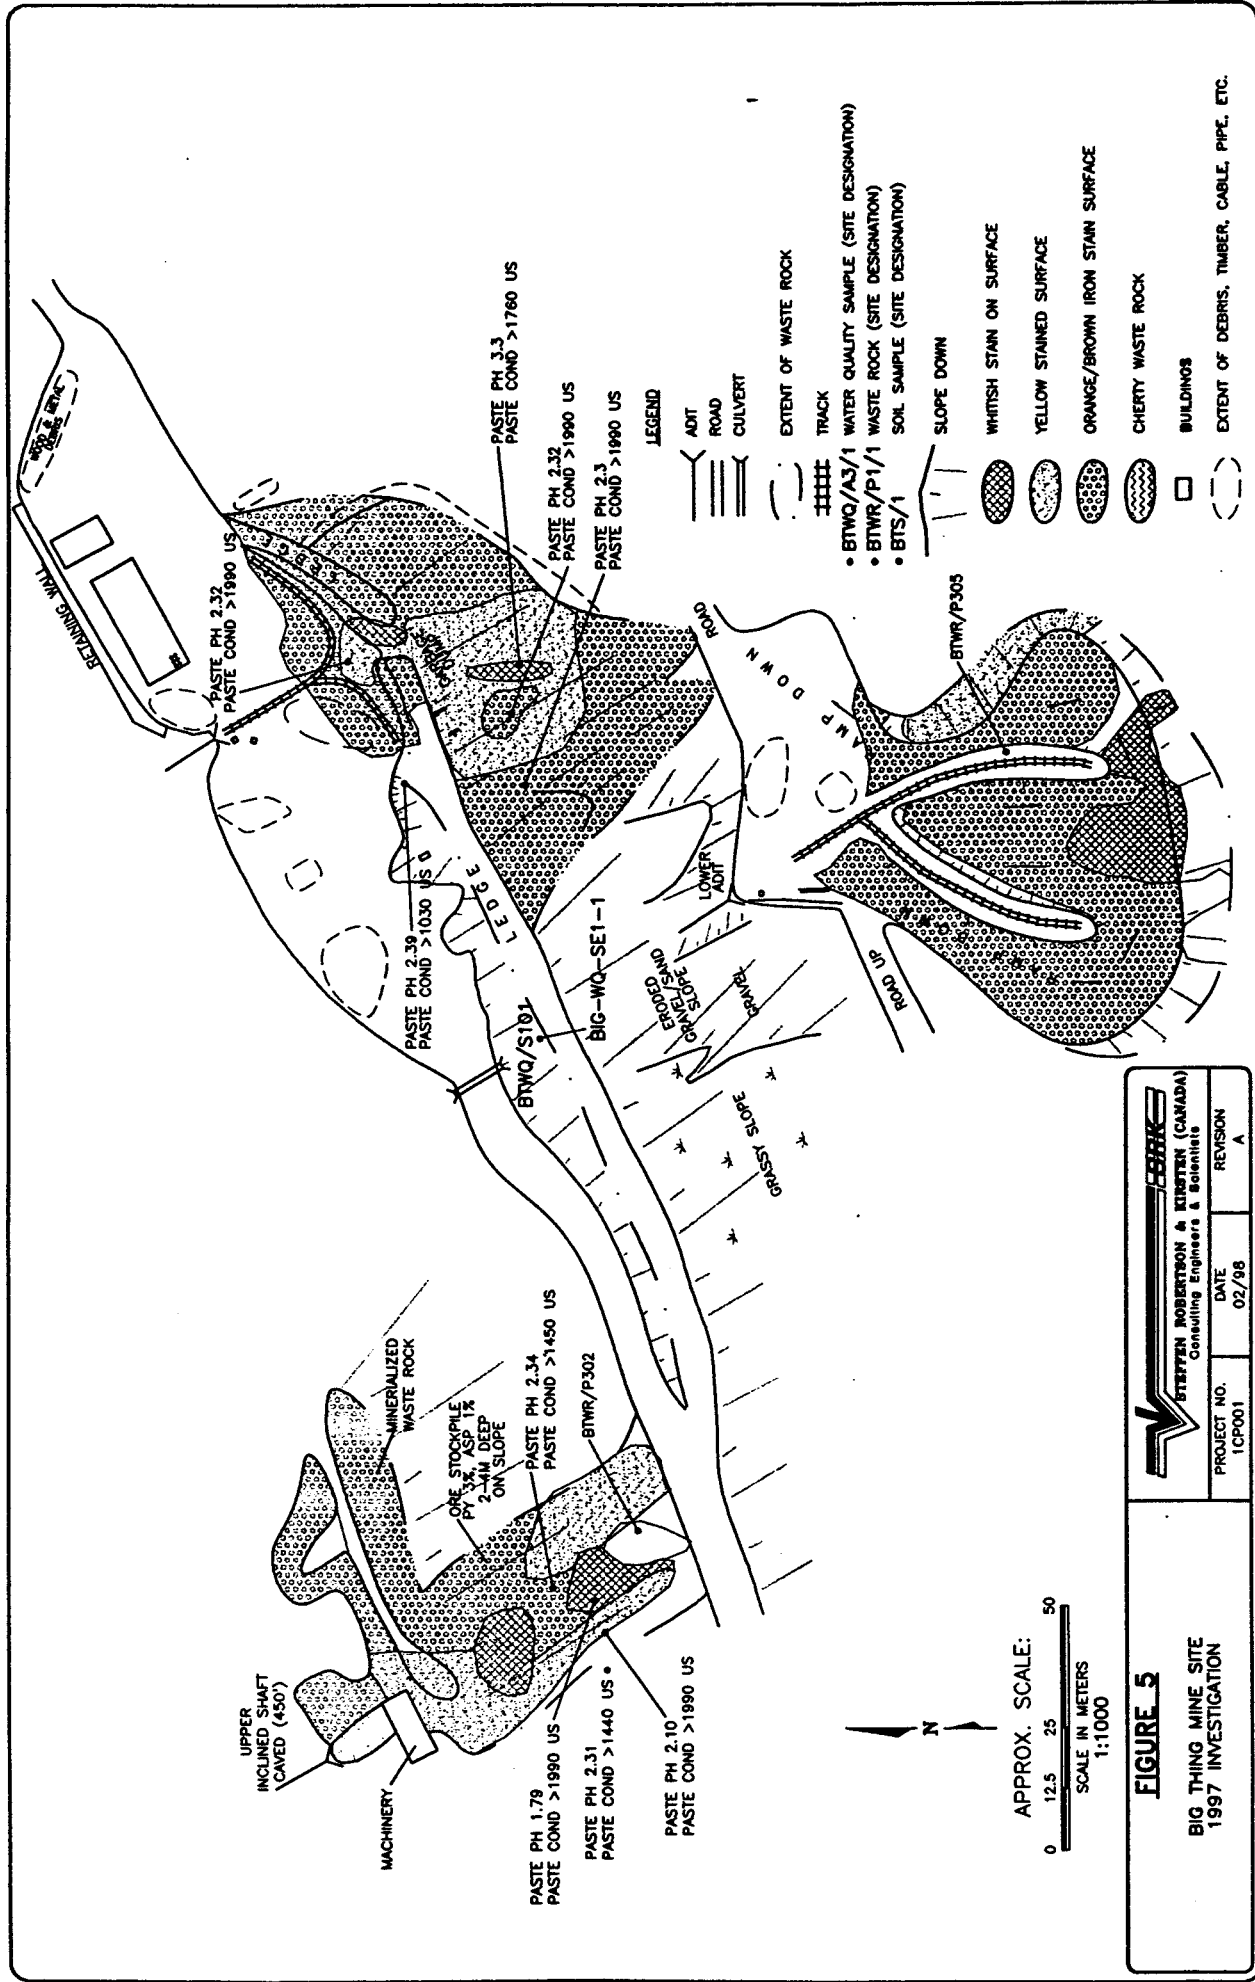 RETAINING WALL
WOOD & METAL
DEBRIS
PASTE PH 2.32
PASTE COND >1990 US
LEDGE
PASTE PH 3.3
PASTE COND >1760 US
PASTE PH 2.32
PASTE COND >1990 US
PASTE PH 2.3
PASTE COND >1990 US
PASTE PH 2.39
PASTE COND >1030 US
LEDGE
BTWQ/S101
BIG-WQ-SE1-1
ERODED
GRAVEL/SAND
GRAVEL
SLOPE
GRAVEL
GRASSY SLOPE
LOWER
ADIT
ROAD UP
ROAD
RAMP DOWN
BTWR/P305
UPPER
INCLINED SHAFT
CAVED (450')
MACHINERY
MINERIALIZED
WASTE ROCK
ORE STOCKPILE
PY 3%, ASP 1%
2-4M DEEP
ON SLOPE
PASTE PH 2.34
PASTE COND >1450 US
BTWR/P302
PASTE PH 1.79
PASTE COND >1990 US
PASTE PH 2.31
PASTE COND >1440 US
PASTE PH 2.10
PASTE COND >1990 US
LEGEND
ADIT
ROAD
CULVERT
EXTENT OF WASTE ROCK
TRACK
• BTWQ/A3/1 WATER QUALITY SAMPLE (SITE DESIGNATION)
• BTWR/P1/1 WASTE ROCK (SITE DESIGNATION)
• BTS/1 SOIL SAMPLE (SITE DESIGNATION)
SLOPE DOWN
WHITISH STAIN ON SURFACE
YELLOW STAINED SURFACE
ORANGE/BROWN IRON STAIN SURFACE
CHERTY WASTE ROCK
BUILDINGS
EXTENT OF DEBRIS, TIMBER, CABLE, PIPE, ETC.
N
APPROX. SCALE:
0 12.5 25 50
SCALE IN METERS
1:1000
FIGURE 5
BIG THING MINE SITE
1997 INVESTIGATION
SRK
STEFFEN ROBERTSON & KIRSTEN (CANADA)
Consulting Engineers & Scientists
PROJECT NO.
1CP001
DATE
02/98
REVISION
A